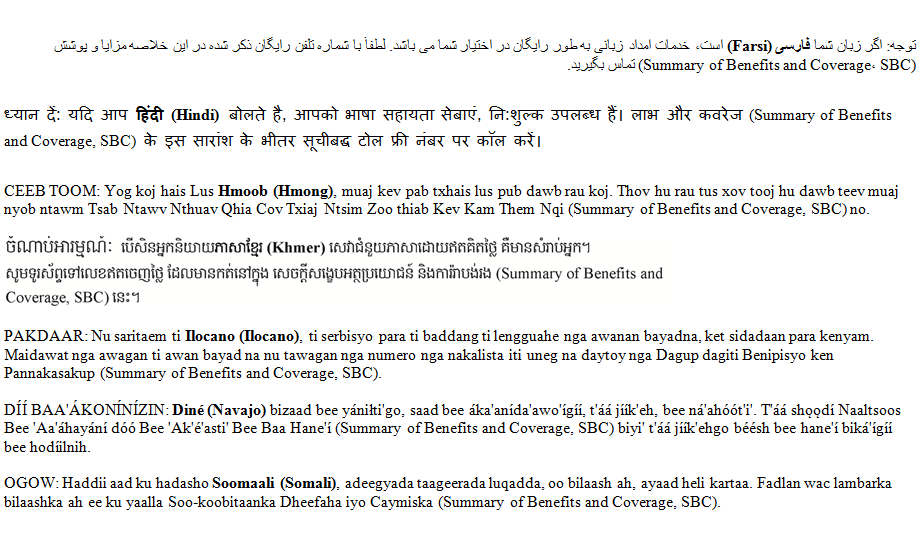 توجه: اگر زبان شما فارسی (Farsi) است، خدمات امداد زبانی به طور رایگان در اختیار شما می باشد. لطفاً با شماره تلفن رایگان ذکر شده در این خلاصه مزایا و پوشش
(Summary of Benefits and Coverage، SBC) تماس بگیرید.
ध्यान दें: यदि आप हिंदी (Hindi) बोलते है, आपको भाषा सहायता सेबाएं, नि:शुल्क उपलब्ध हैं। लाभ और कवरेज (Summary of Benefits
and Coverage, SBC) के इस सारांश के भीतर सूचीबद्ध टोल फ्री नंबर पर कॉल करें।
CEEB TOOM: Yog koj hais Lus Hmoob (Hmong), muaj kev pab txhais lus pub dawb rau koj. Thov hu rau tus xov tooj hu dawb teev muaj
nyob ntawm Tsab Ntawv Nthuav Qhia Cov Txiaj Ntsim Zoo thiab Kev Kam Them Nqi (Summary of Benefits and Coverage, SBC) no.
ចំណាប់អារម្មណ៍: បើសិនអ្នកនិយាយភាសាខ្មែរ (Khmer) សេវាជំនួយភាសាដោយឥតគិតថ្លៃ គឺមានសំរាប់អ្នក។
សូមទូរស័ព្ទទៅលេខឥតចេញថ្លៃ ដែលមានកត់នៅក្នុង សេចក្ដីសង្ខេបអត្ថប្រយោជន៍ និងការរ៉ាប់រង (Summary of Benefits and
Coverage, SBC) នេះ។
PAKDAAR: Nu saritaem ti Ilocano (Ilocano), ti serbisyo para ti baddang ti lengguahe nga awanan bayadna, ket sidadaan para kenyam.
Maidawat nga awagan ti awan bayad na nu tawagan nga numero nga nakalista iti uneg na daytoy nga Dagup dagiti Benipisyo ken
Pannakasakup (Summary of Benefits and Coverage, SBC).
DÍÍ BAA'ÁKONÍNÍZIN: Diné (Navajo) bizaad bee yániłti'go, saad bee áka'anída'awo'ígíí, t'áá jíík'eh, bee ná'ahóót'i'. T'áá shǫǫdí Naaltsoos
Bee 'Aa'áhayání dóó Bee 'Ak'é'asti' Bee Baa Hane'í (Summary of Benefits and Coverage, SBC) biyi' t'áá jíík'ehgo béésh bee hane'í biká'ígíí
bee hodíilnih.
OGOW: Haddii aad ku hadasho Soomaali (Somali), adeegyada taageerada luqadda, oo bilaash ah, ayaad heli kartaa. Fadlan wac lambarka
bilaashka ah ee ku yaalla Soo-koobitaanka Dheefaha iyo Caymiska (Summary of Benefits and Coverage, SBC).